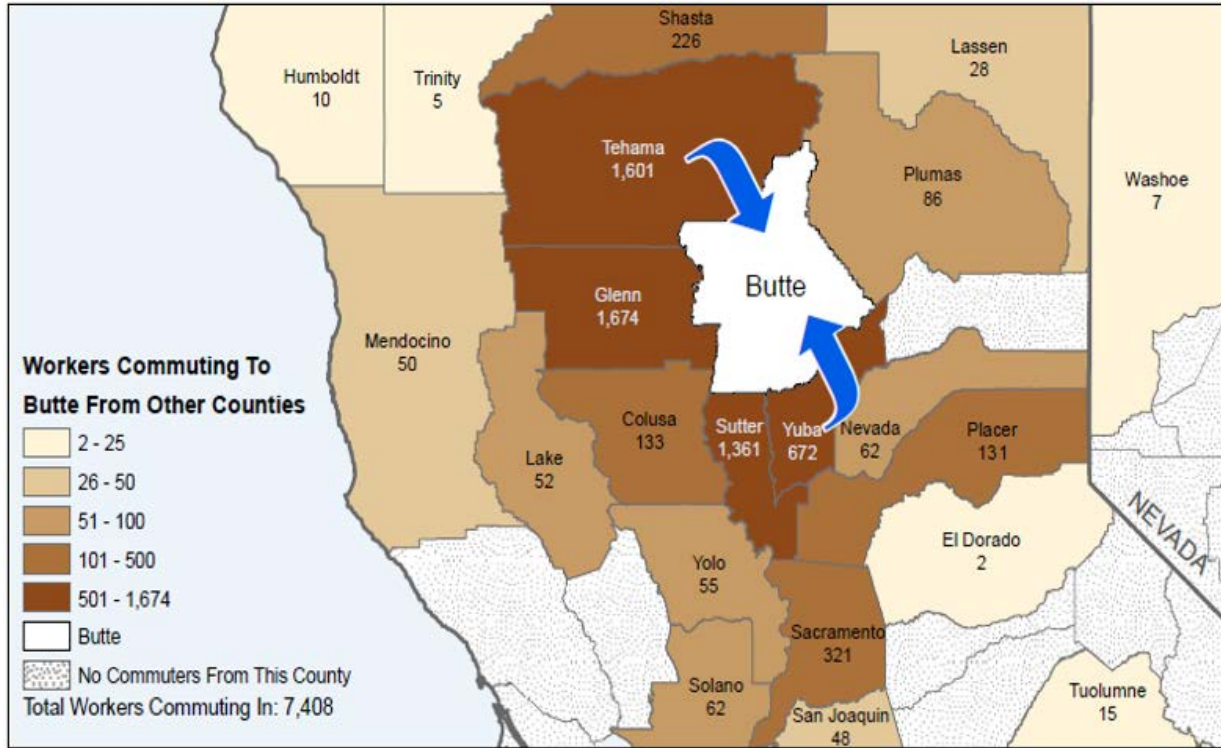 Shasta
226
Lassen
28
Humboldt
10
Trinity
5
Tehama
1,601
Plumas
86
Washoe
7
Butte
Glenn
1,674
Mendocino
50
Workers Commuting To
Butte From Other Counties
2 - 25
26 - 50
51 - 100
101 - 500
501 - 1,674
Butte
No Commuters From This County
Total Workers Commuting In: 7,408
Colusa
133
Sutter
1,361
Yuba
672
Nevada
62
Placer
131
Lake
52
NEVADA
El Dorado
2
Yolo
55
Sacramento
321
Solano
62
San Joaquin
48
Tuolumne
15